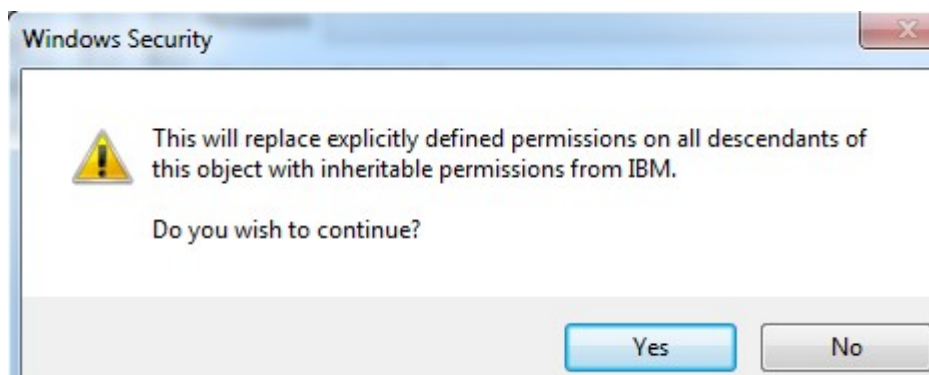 Windows Security
This will replace explicitly defined permissions on all descendants of
this object with inheritable permissions from IBM.
Do you wish to continue?
Yes
No